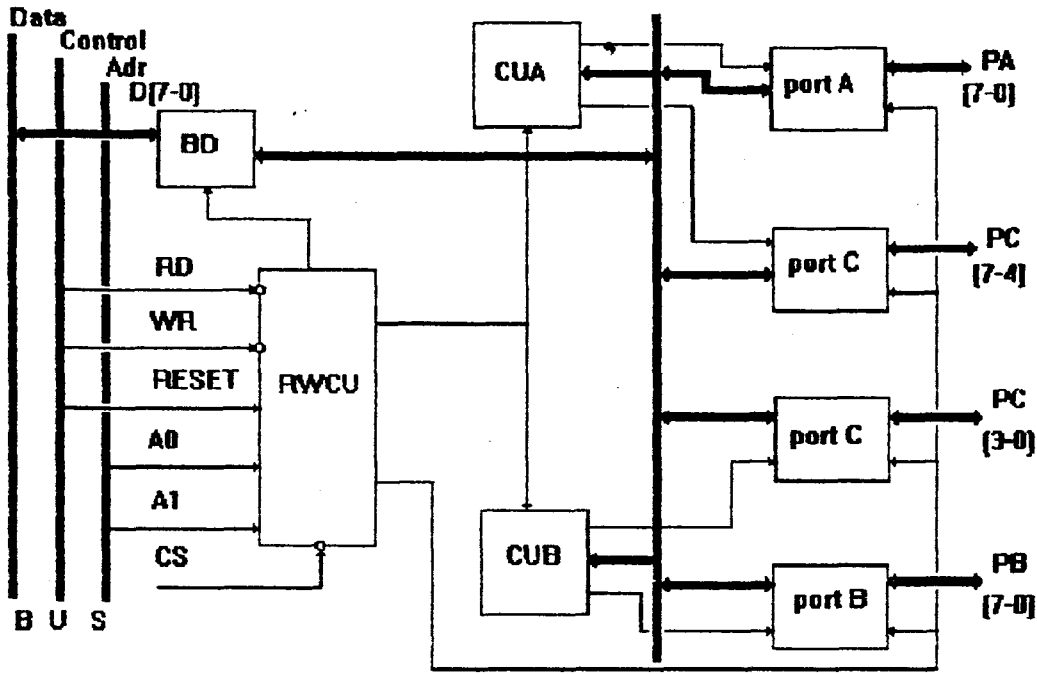 Data
Control
Adr
D[7-0]
BD
CUA
port A
PA
[7-0]
port C
PC
[7-4]
RD
WR
RESET
A0
A1
CS
RWCU
port C
PC
[3-0]
CUB
port B
PB
[7-0]
B U S